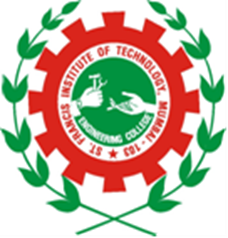 ST. FRANCIS INSTITUTE OF TECHNOLOGY, MUMBAI - 103
ENGINEERING COLLEGE